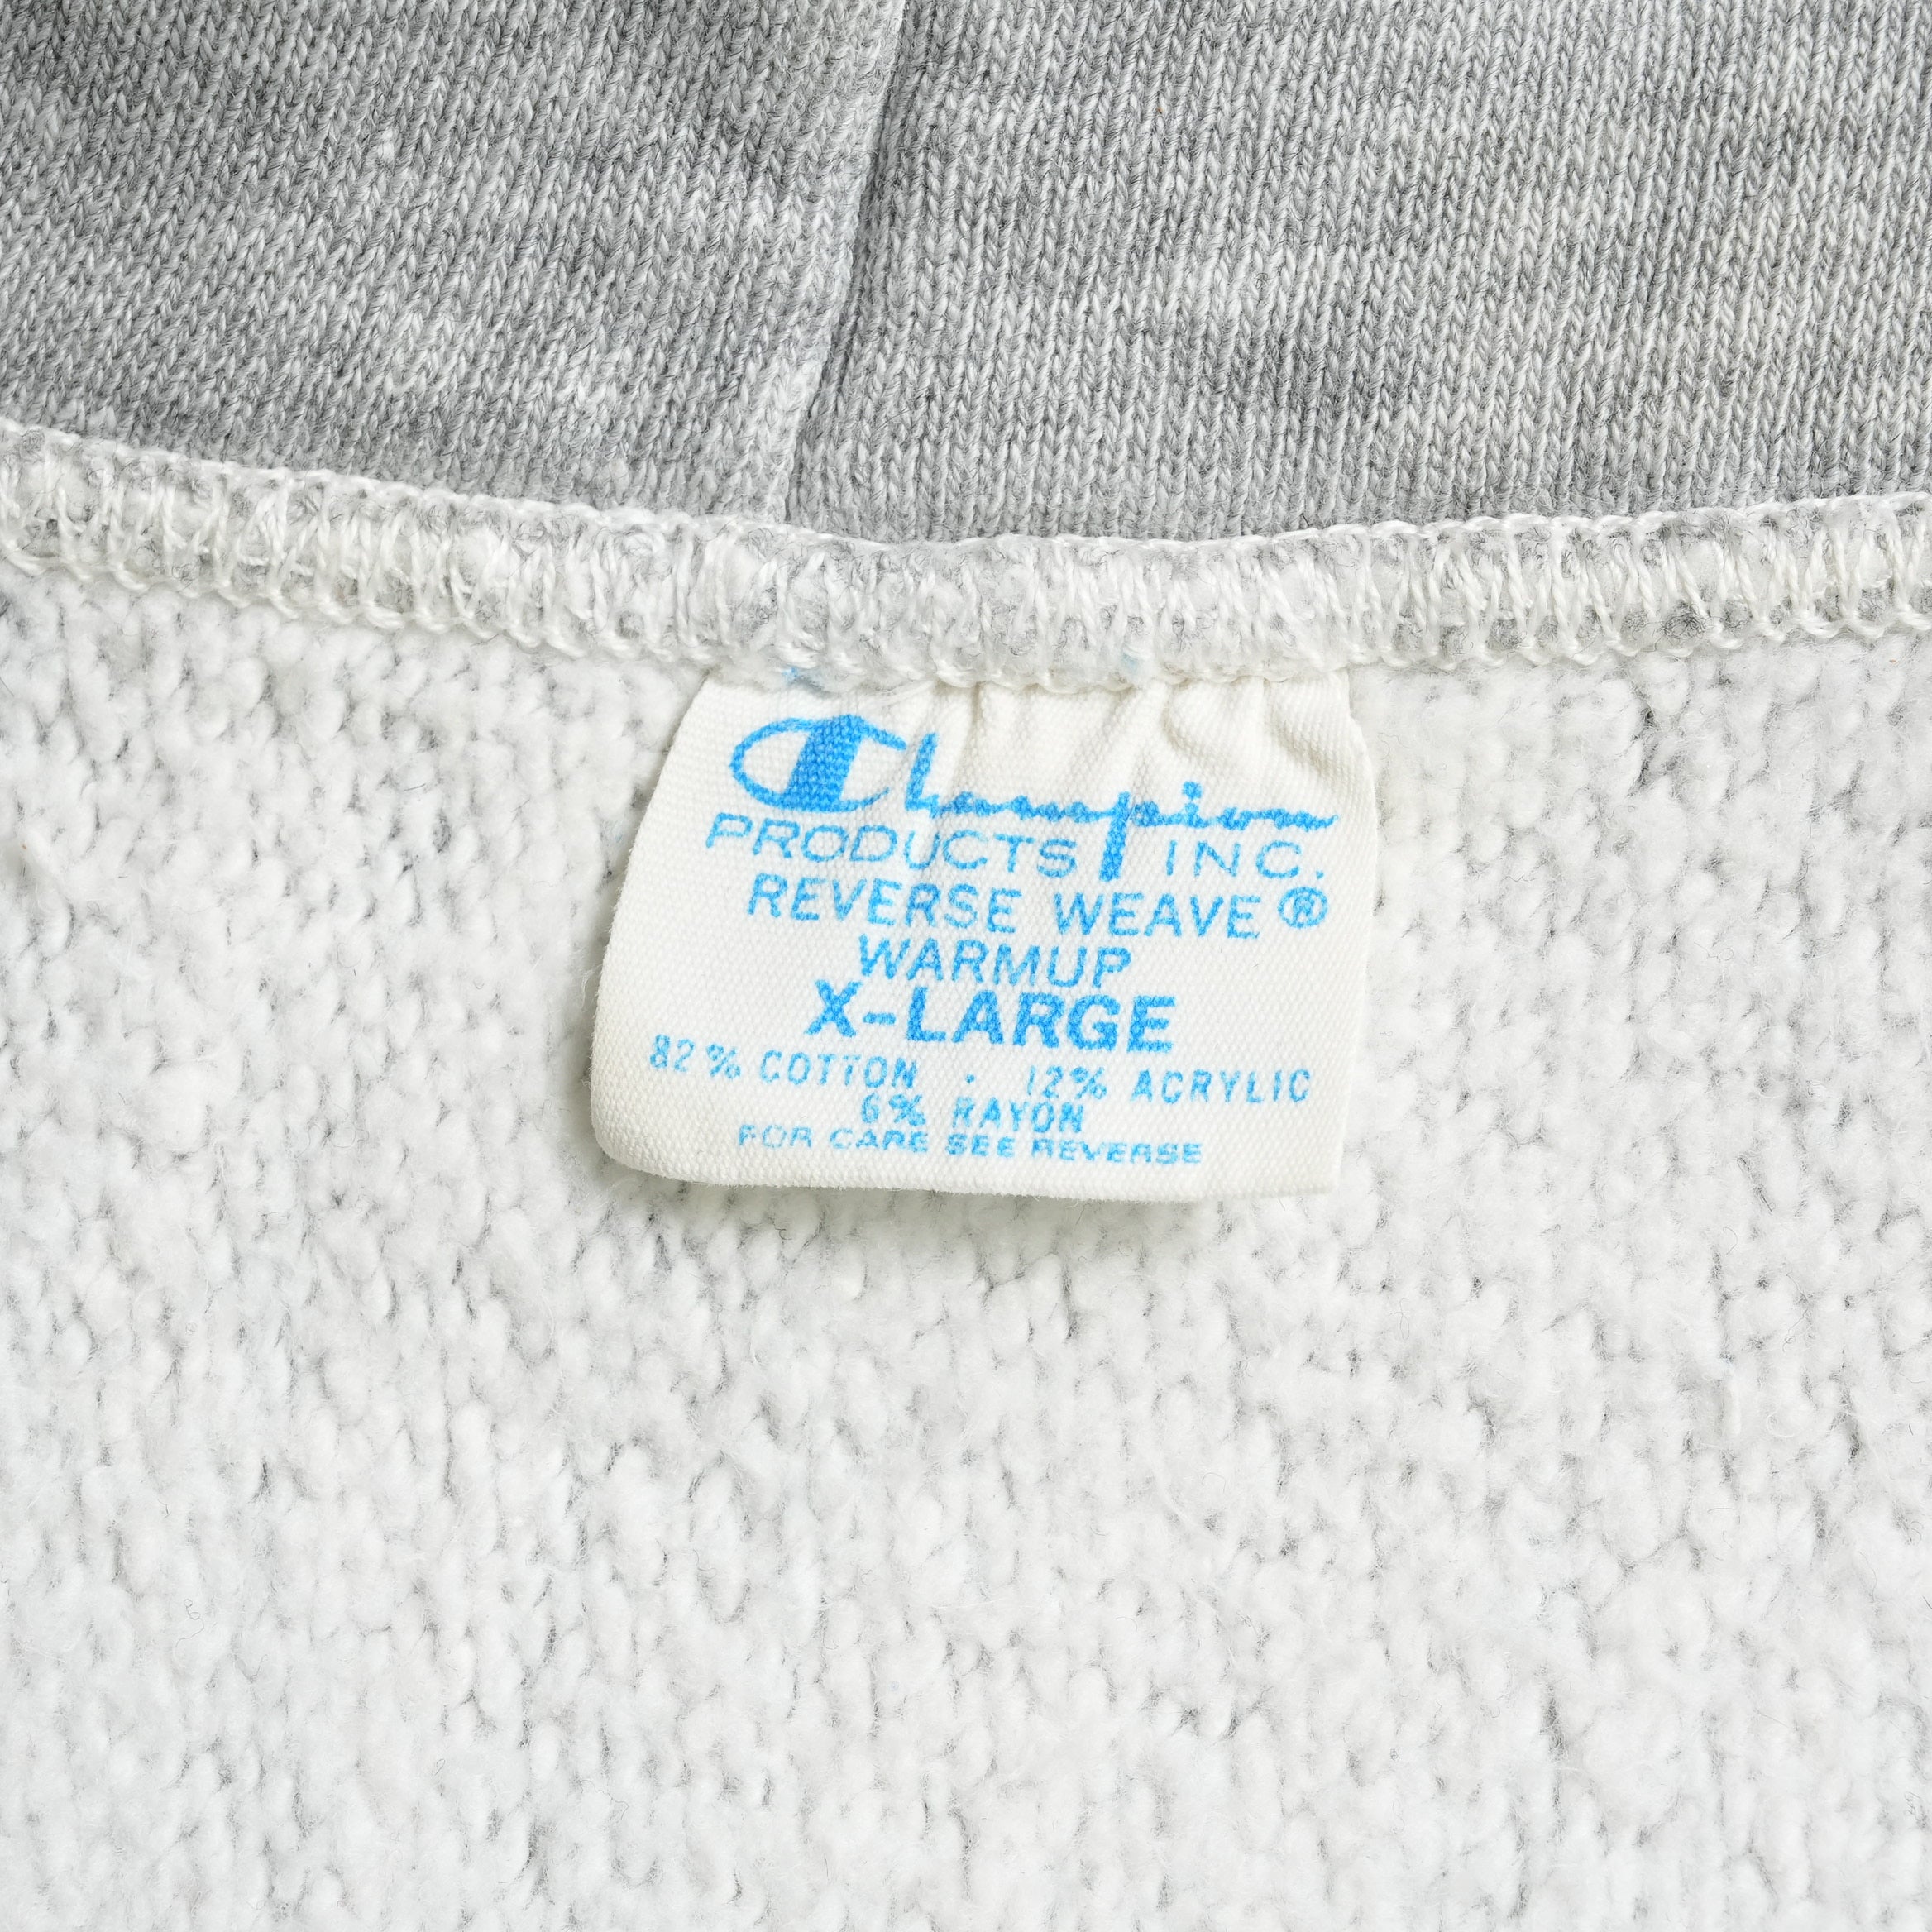 Champion
PRODUCTS INC.
REVERSE WEAVE®
WARMUP
X-LARGE
82% COTTON · 12% ACRYLIC
6% RAYON
FOR CARE SEE REVERSE